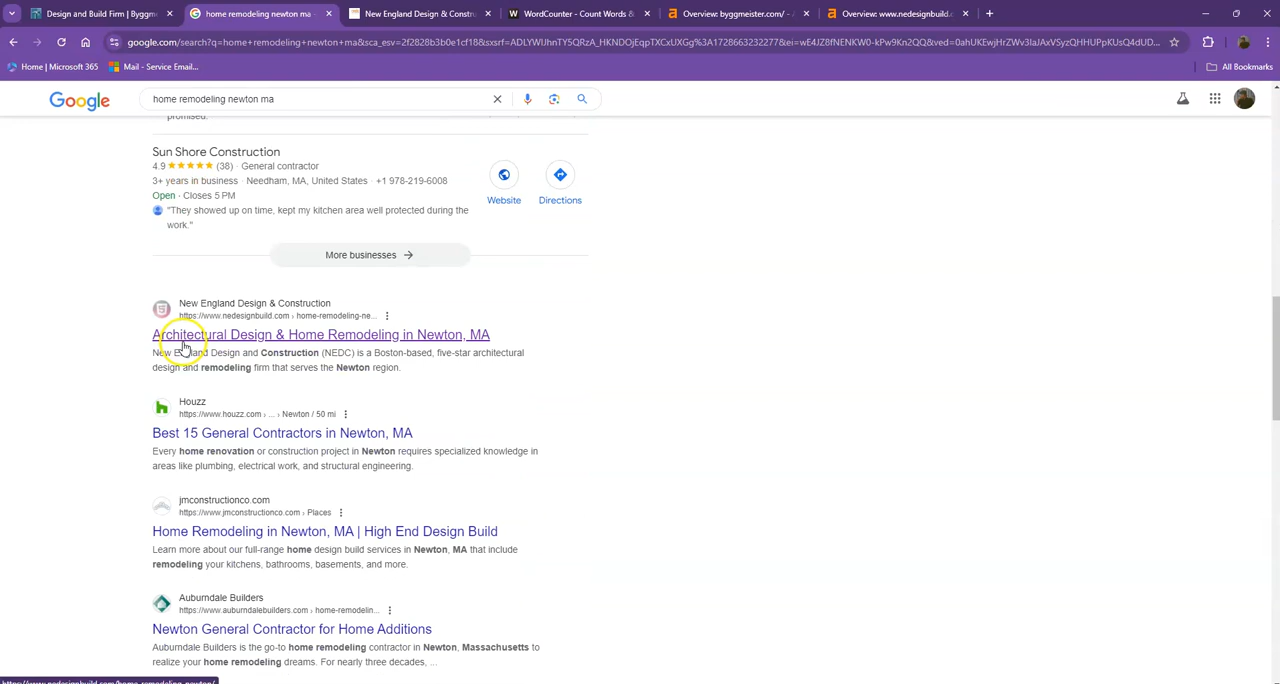 Design and Build Firm | Byggm
home remodeling newton ma -
New England Design & Constru
WordCounter - Count Words &
Overview: byggmeister.com/ - A
Overview: www.nedesignbuild.c
Home | Microsoft 365
Mail - Service Email...
All Bookmarks
Google
home remodeling newton ma
promised.
Sun Shore Construction
4.9 ★★★★★ (38) · General contractor
3+ years in business · Needham, MA, United States · +1 978-219-6008
Open · Closes 5 PM
"They showed up on time, kept my kitchen area well protected during the
work."
Website
Directions
More businesses →
New England Design & Construction
https://www.nedesignbuild.com › home-remodeling-ne...
Architectural Design & Home Remodeling in Newton, MA
New England Design and Construction (NEDC) is a Boston-based, five-star architectural
design and remodeling firm that serves the Newton region.
Houzz
https://www.houzz.com › ... › Newton / 50 mi
Best 15 General Contractors in Newton, MA
Every home renovation or construction project in Newton requires specialized knowledge in
areas like plumbing, electrical work, and structural engineering.
jmconstructionco.com
https://www.jmconstructionco.com › Places
Home Remodeling in Newton, MA | High End Design Build
Learn more about our full-range home design build services in Newton, MA that include
remodeling your kitchens, bathrooms, basements, and more.
Auburndale Builders
https://www.auburndalebuilders.com › home-remodelin...
Newton General Contractor for Home Additions
Auburndale Builders is the go-to home remodeling contractor in Newton, Massachusetts to
realize your home remodeling dreams. For nearly three decades, ...
https://www.nedesignbuild.com/home-remodeling-newton/